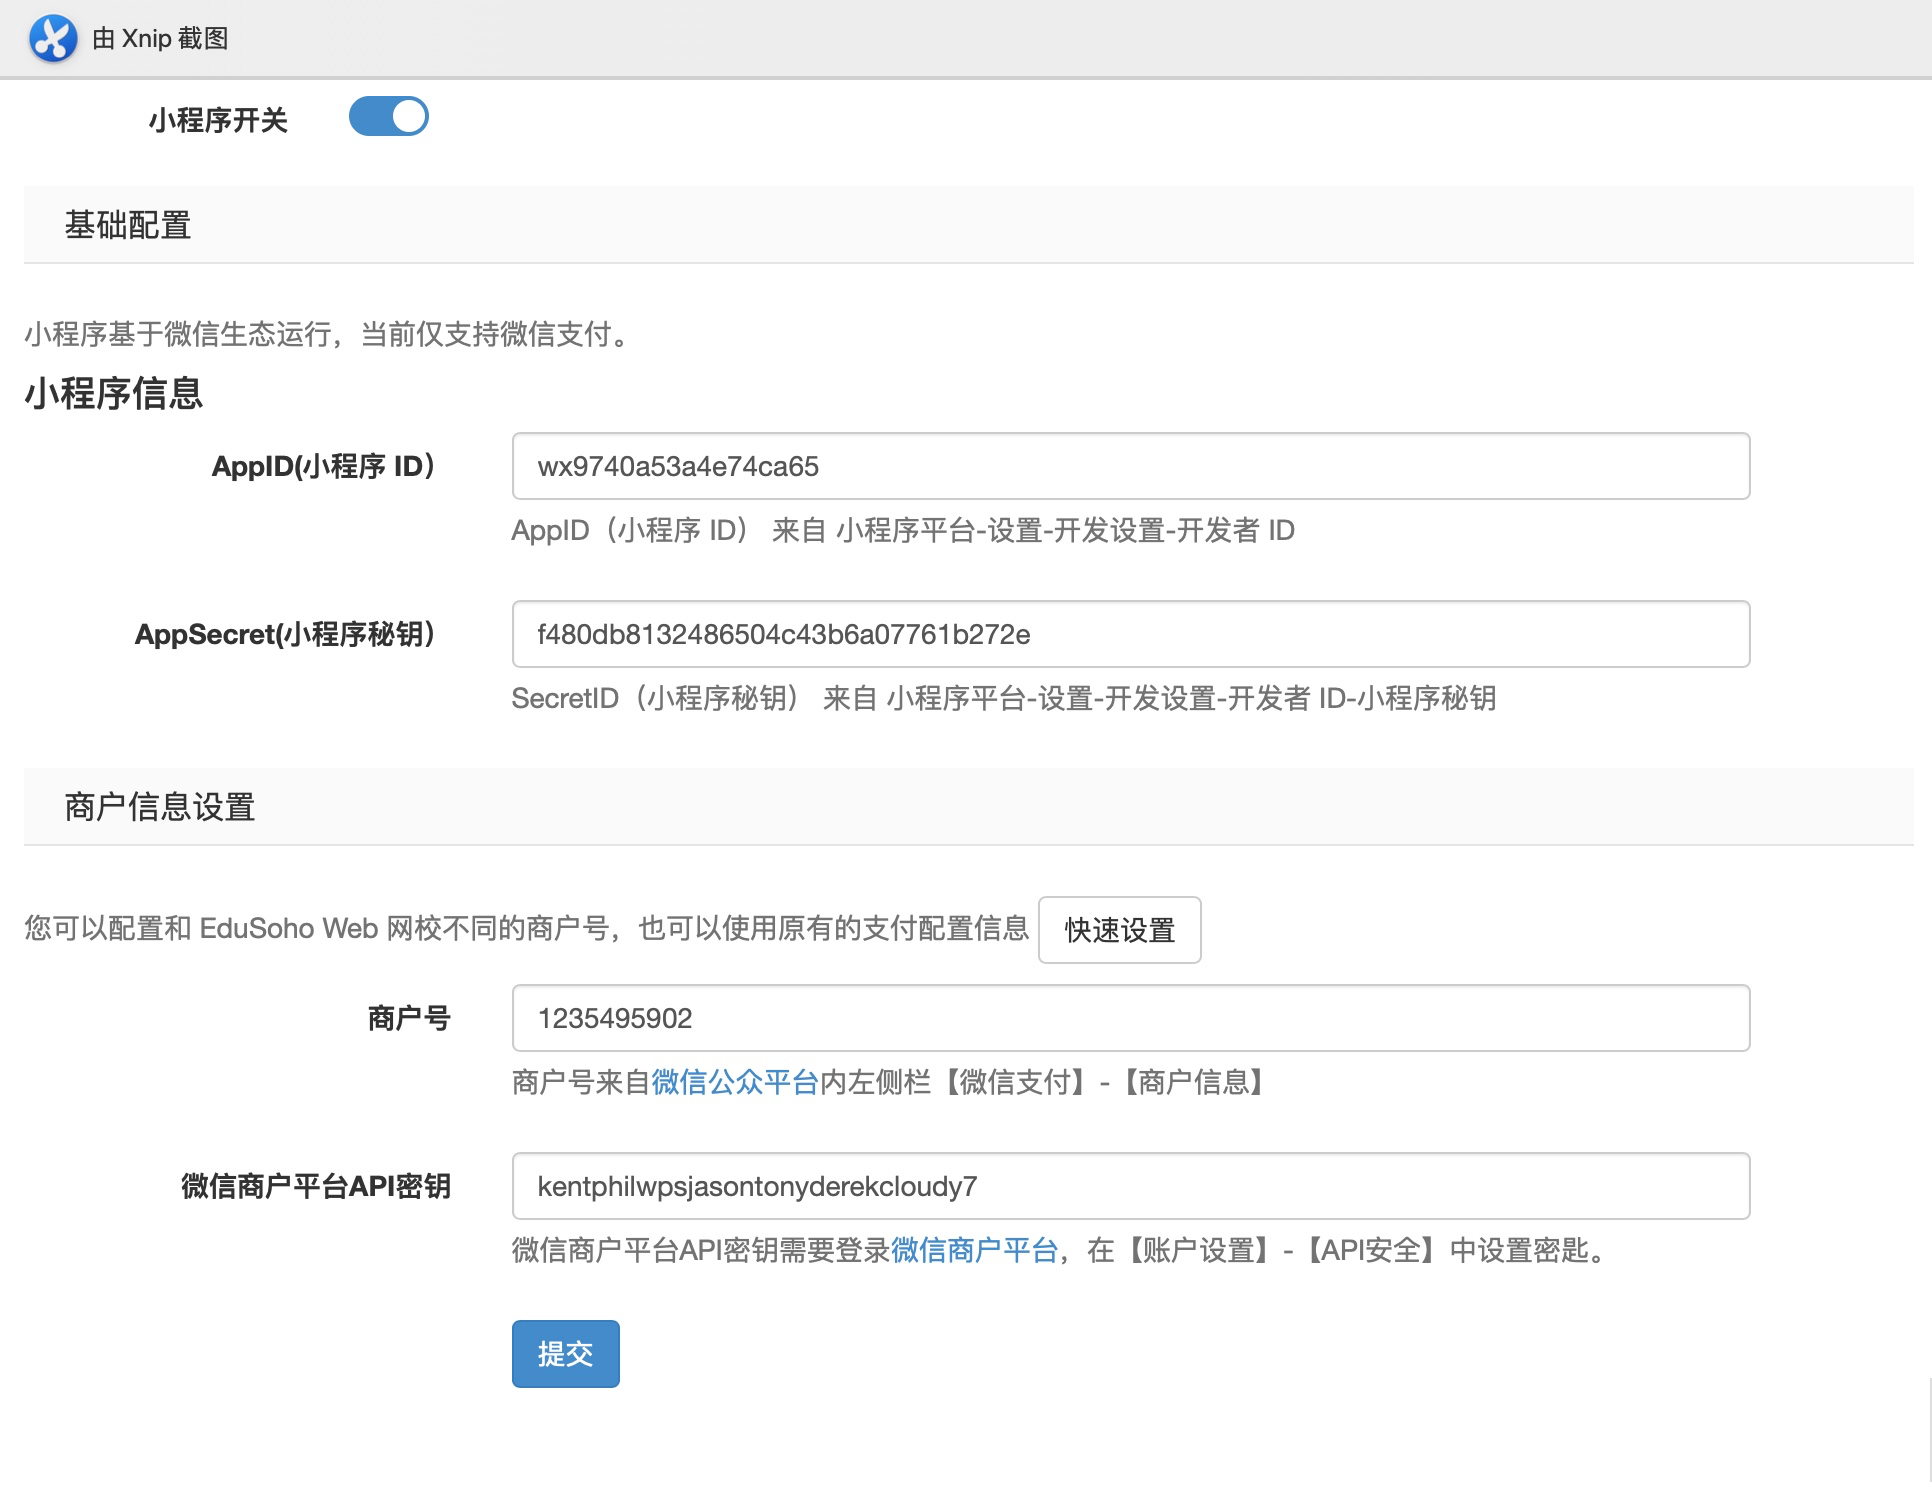 由 Xnip 截图
小程序开关
基础配置
小程序基于微信生态运行，当前仅支持微信支付。
小程序信息
AppID(小程序 ID）
wx9740a53a4e74ca65
AppID（小程序 ID） 来自 小程序平台-设置-开发设置-开发者 ID
AppSecret(小程序秘钥）
f480db8132486504c43b6a07761b272e
SecretID（小程序秘钥） 来自 小程序平台-设置-开发设置-开发者 ID-小程序秘钥
商户信息设置
您可以配置和 EduSoho Web 网校不同的商户号，也可以使用原有的支付配置信息 快速设置
商户号
1235495902
商户号来自微信公众平台内左侧栏【微信支付】-【商户信息】
微信商户平台API密钥
kentphilwpsjasontonyderekcloudy7
微信商户平台API密钥需要登录微信商户平台，在【账户设置】-【API安全】中设置密匙。
提交